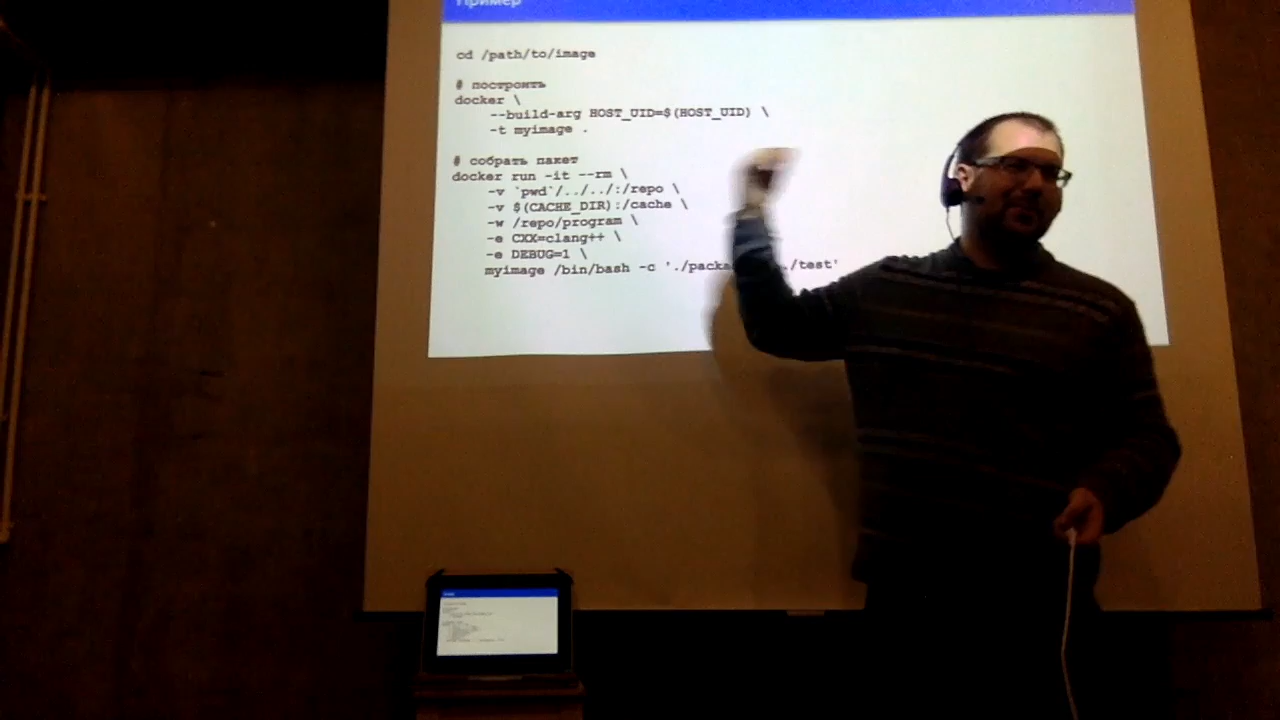 Пример
cd /path/to/image
# построить
docker \
--build-arg HOST_UID=$(HOST_UID) \
-t myimage .
# собрать пакет
docker run -it --rm \
-v `pwd`/../../:/repo \
-v $(CACHE_DIR):/cache \
-w /repo/program \
-e CXX=clang++ \
-e DEBUG=1 \
myimage /bin/bash -c './packa ./test'